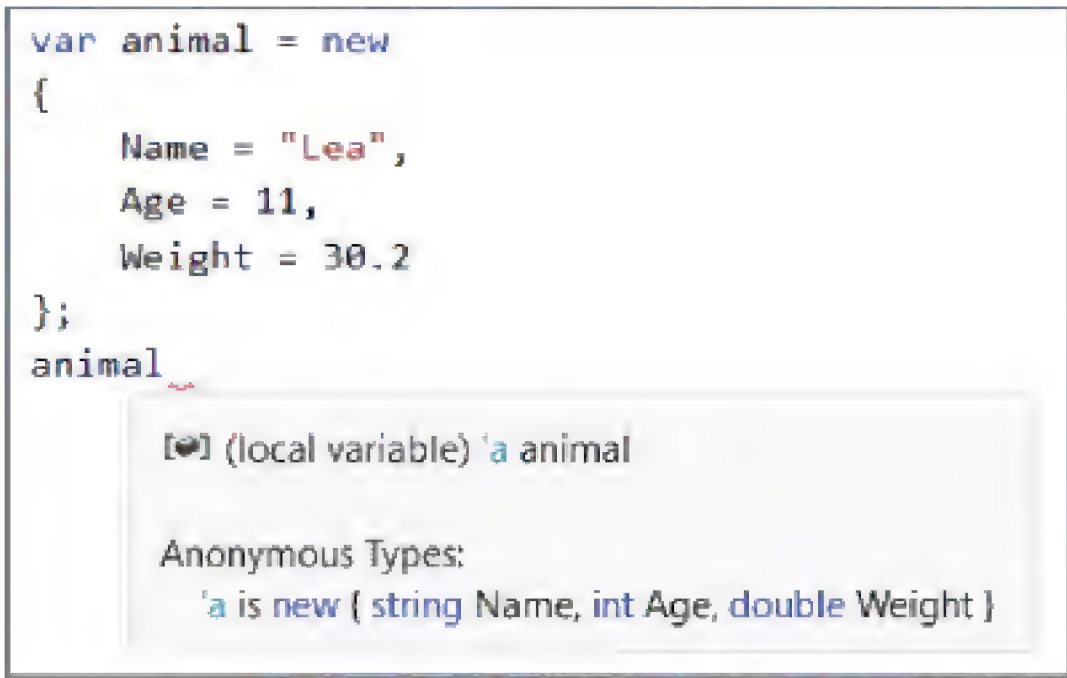 var animal = new
{
Name = "Lea",
Age = 11,
Weight = 30.2
};
animal
(local variable) 'a animal
Anonymous Types:
'a is new { string Name, int Age, double Weight }